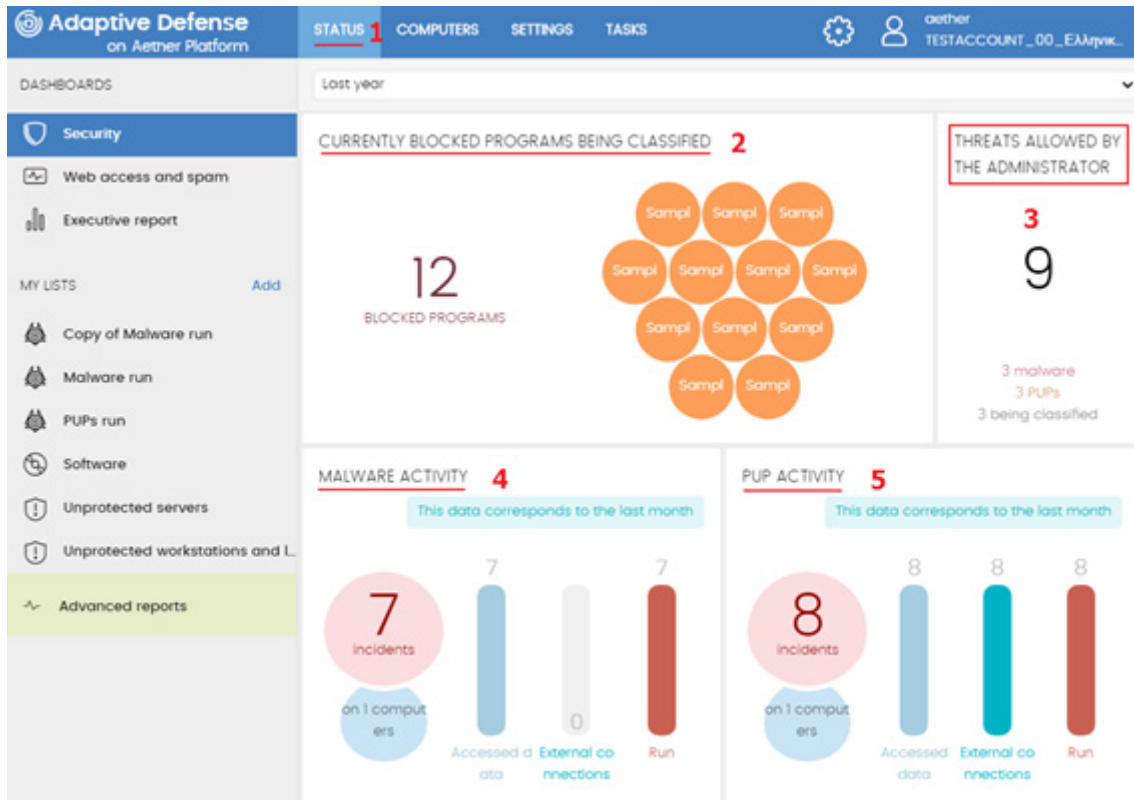 Adaptive Defense
on Aether Platform
STATUS 1 COMPUTERS SETTINGS TASKS
aether
TESTACCOUNT_00_Ελληνικ...
DASHBOARDS
Last year
Security
Web access and spam
Executive report
MY LISTS Add
Copy of Malware run
Malware run
PUPs run
Software
Unprotected servers
Unprotected workstations and l...
Advanced reports
CURRENTLY BLOCKED PROGRAMS BEING CLASSIFIED 2
12
BLOCKED PROGRAMS
Sampl Sampl Sampl
Sampl Sampl Sampl Sampl
Sampl Sampl Sampl
Sampl Sampl
THREATS ALLOWED BY
THE ADMINISTRATOR
3
9
3 malware
3 PUPs
3 being classified
MALWARE ACTIVITY 4
This data corresponds to the last month
7
incidents
on 1 comput
ers
7 0 7
Accessed d
ata
External co
nnections
Run
PUP ACTIVITY 5
This data corresponds to the last month
8
incidents
on 1 comput
ers
8 8 8
Accessed
data
External co
nnections
Run